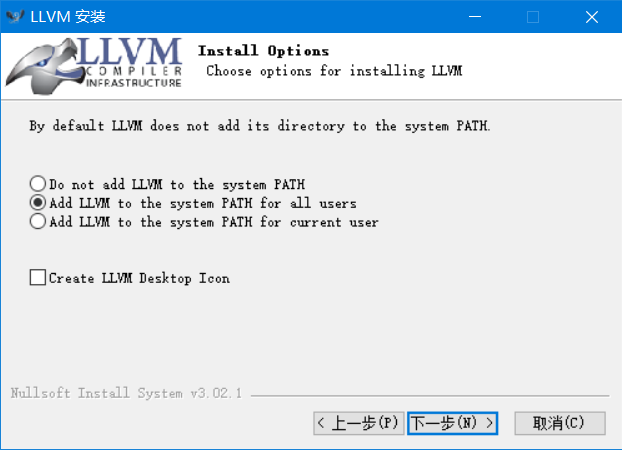 LLVM 安装
LLVM
COMPILER
INFRASTRUCTURE
Install Options
Choose options for installing LLVM
By default LLVM does not add its directory to the system PATH.
Do not add LLVM to the system PATH
Add LLVM to the system PATH for all users
Add LLVM to the system PATH for current user
Create LLVM Desktop Icon
Nullsoft Install System v3.02.1
< 上一步(P) 下一步(N) > 取消(C)